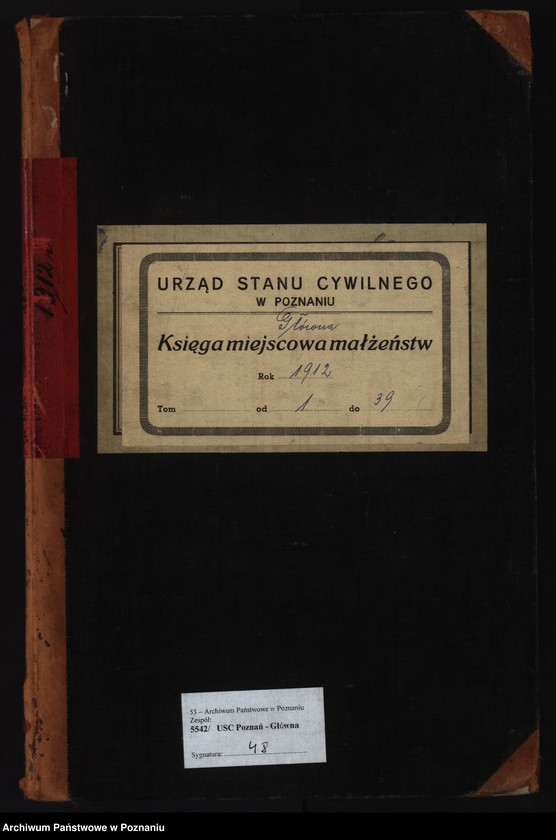 1912 r.
URZĄD STANU CYWILNEGO
W POZNANIU
Główna
Księga miejscowa małżeństw
Rok 1912
Tom od 1 do 39
53 – Archiwum Państwowe w Poznaniu
Zespół:
5542/ USC Poznań - Główna
Sygnatura: 48
Archiwum Państwowe w Poznaniu